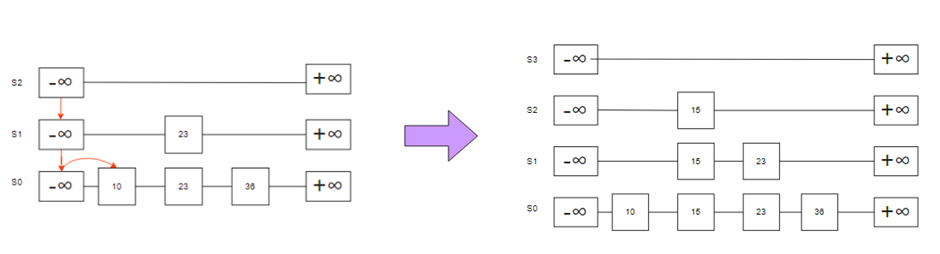 S2 -∞ +∞
S1 -∞ 23 +∞
S0 -∞ 10 23 36 +∞
S3 -∞ +∞
S2 -∞ 15 +∞
S1 -∞ 15 23 +∞
S0 -∞ 10 15 23 36 +∞